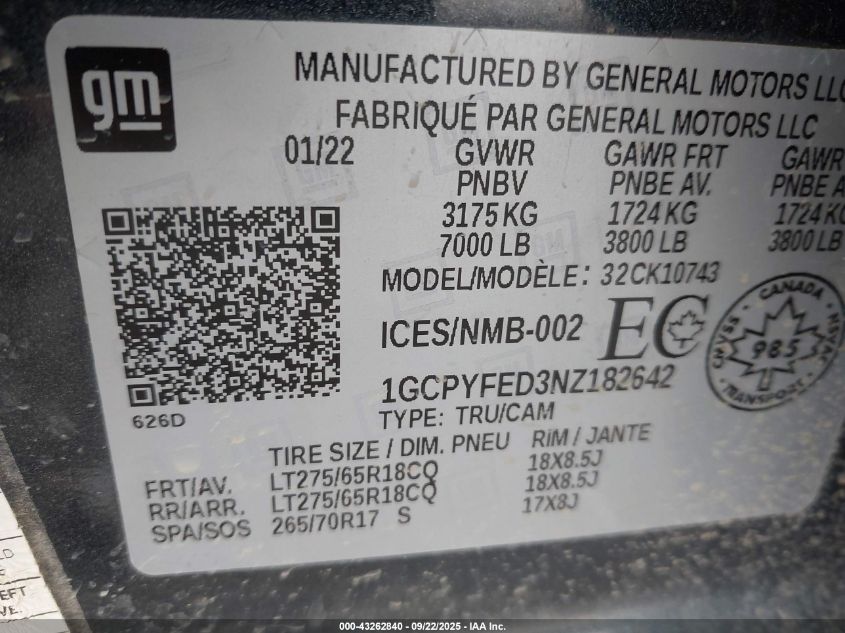 gm
MANUFACTURED BY GENERAL MOTORS LLC
FABRIQUÉ PAR GENERAL MOTORS LLC
01/22 GVWR GAWR FRT GAWR
PNBV PNBE AV. PNBE A
3175 KG 1724 KG 1724 KG
7000 LB 3800 LB 3800 LB
MODEL/MODÈLE: 32CK10743
ICES/NMB-002 EC
CANADA
985
TRANSPORT
1GCPYFED3NZ182642
626D
TYPE: TRU/CAM
TIRE SIZE / DIM. PNEU RIM / JANTE
FRT/AV. LT275/65R18CQ 18X8.5J
RR/ARR. LT275/65R18CQ 18X8.5J
SPA/SOS 265/70R17 S 17X8J
000-43262840 - 09/22/2025 - IAA Inc.